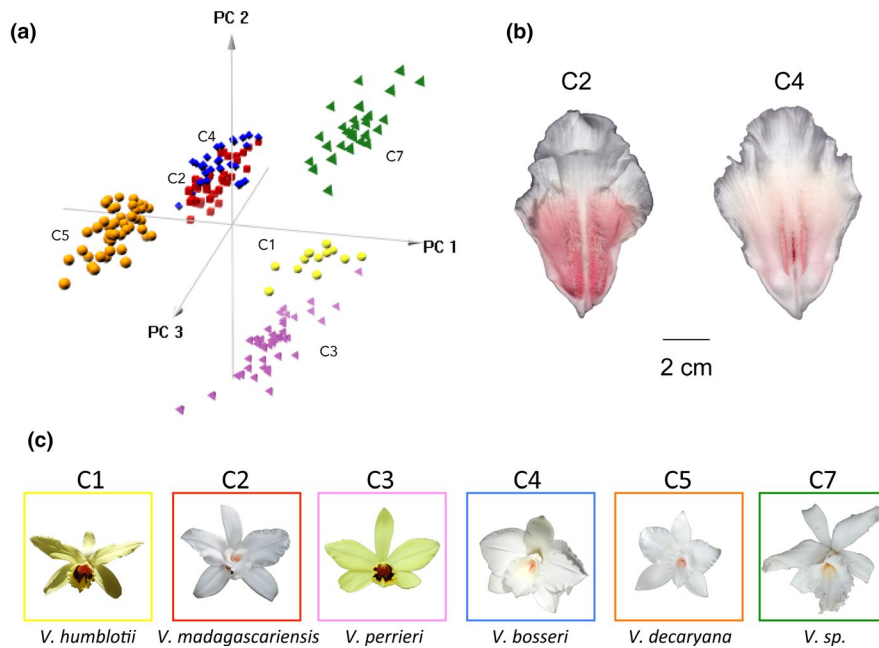 (a)
PC 2
C4
C2
C7
C5
C1
PC 1
PC 3
C3
(b)
C2
C4
2 cm
(c)
C1 C2 C3 C4 C5 C7
V. humblotii V. madagascariensis V. perrieri V. bosseri V. decaryana V. sp.